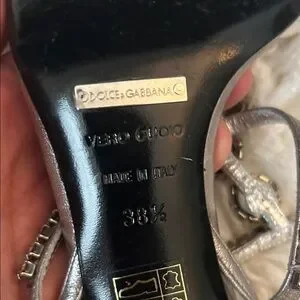 DOLCE&GABBANA
VERO CUOIO
MADE IN ITALY
38½